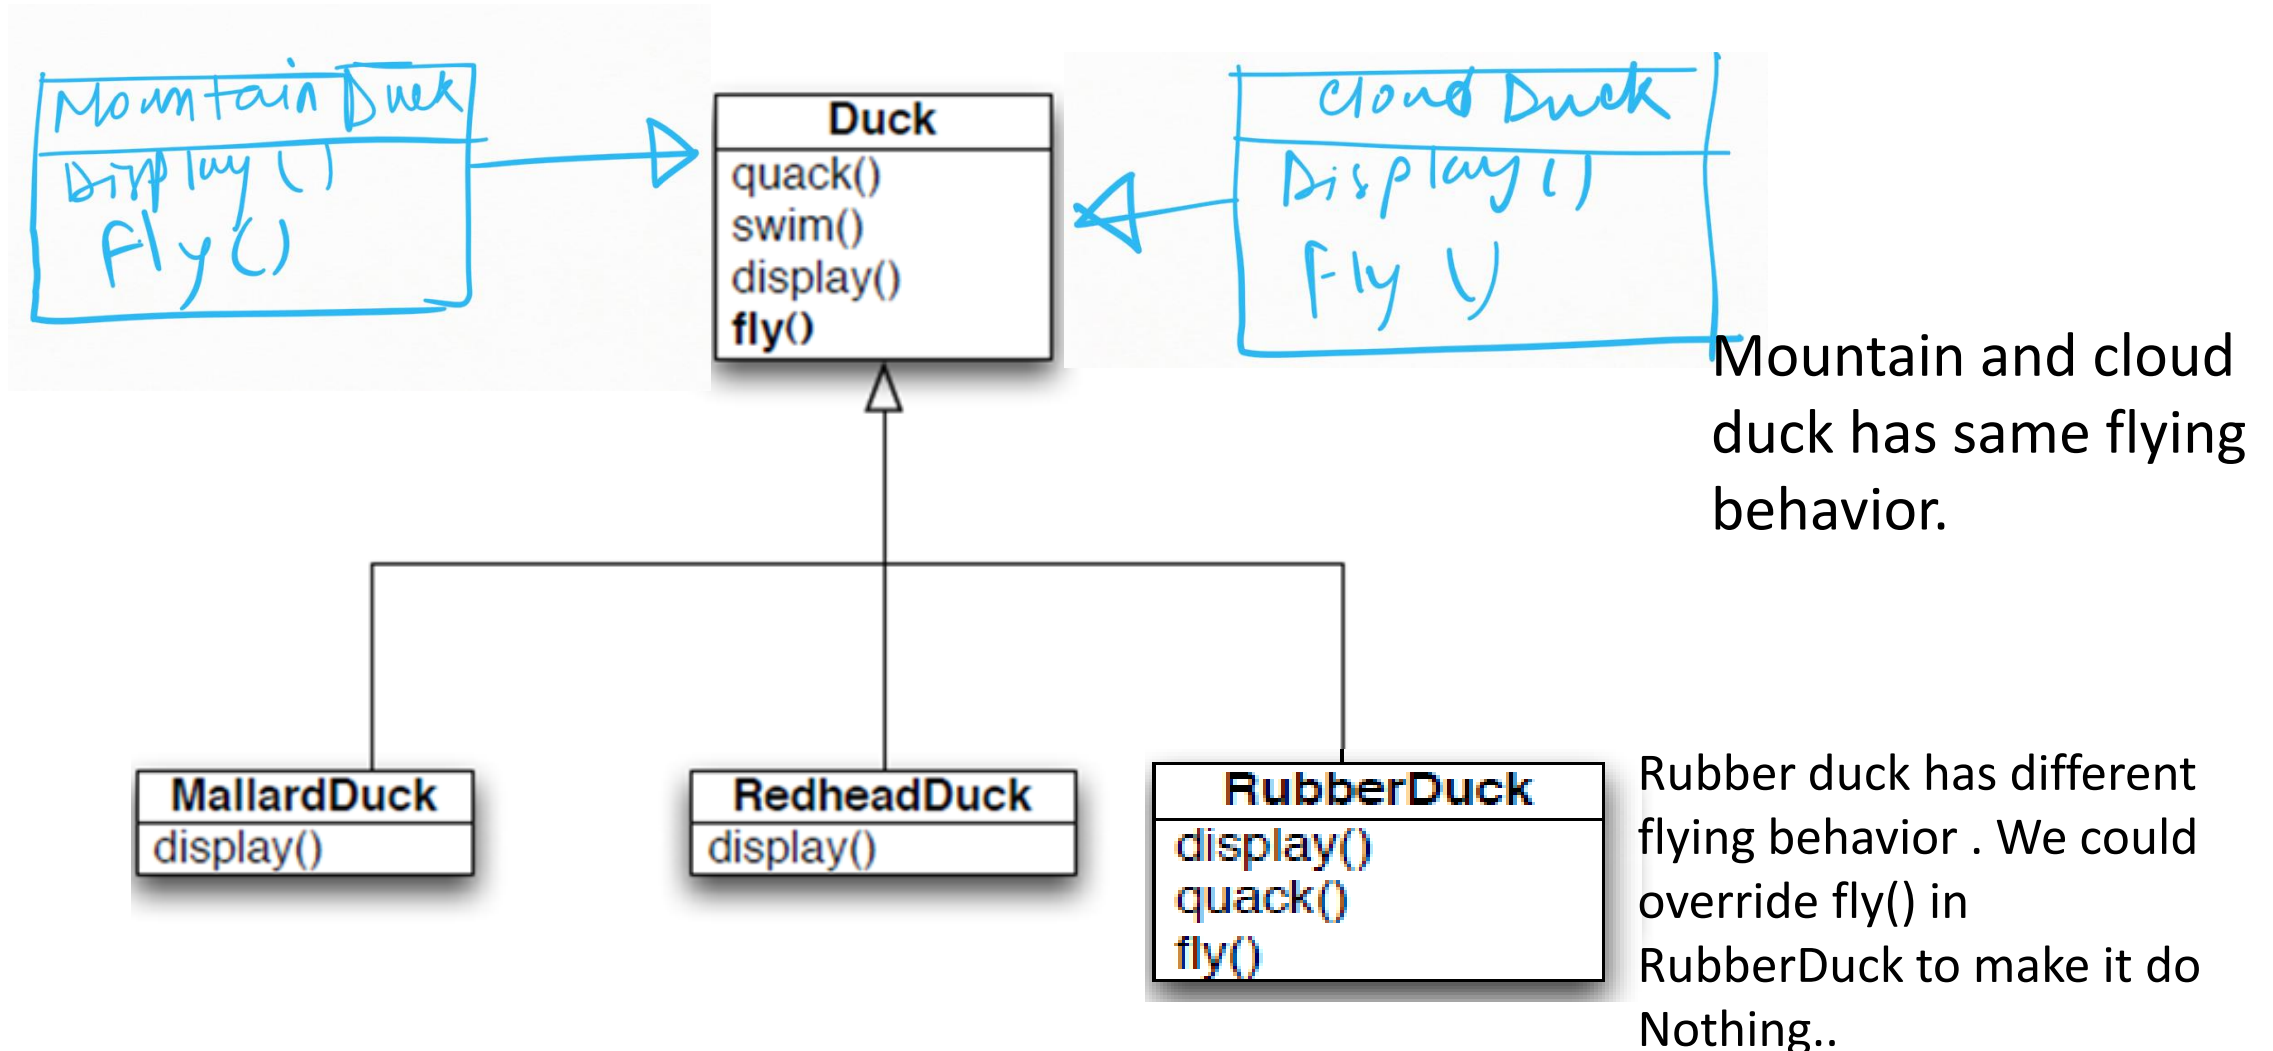 Mountain Duck
Display()
Fly()
Duck
quack()
swim()
display()
fly()
Cloud Duck
Display()
Fly()
Mountain and cloud
duck has same flying
behavior.
MallardDuck
display()
RedheadDuck
display()
RubberDuck
display()
quack()
fly()
Rubber duck has different
flying behavior . We could
override fly() in
RubberDuck to make it do
Nothing..